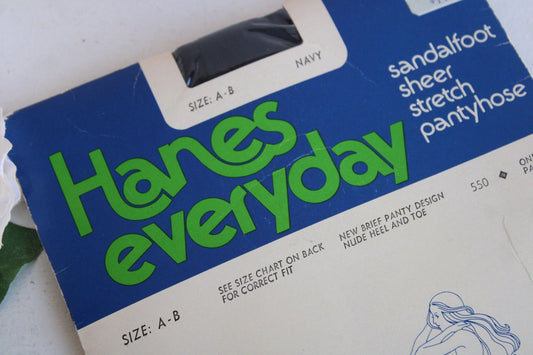 SIZE: A-B
NAVY
sandalfoot
sheer
stretch
pantyhose
Hanes
everyday
SEE SIZE CHART ON BACK
FOR CORRECT FIT
NEW BRIEF PANTY DESIGN
NUDE HEEL AND TOE
550
SIZE: A-B